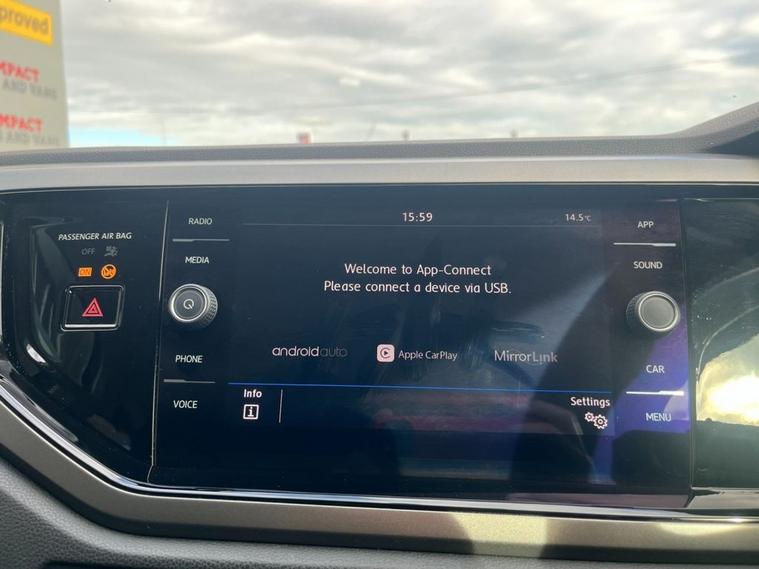 proved
MPACT
MPACT
PASSENGER AIR BAG
OFF
ON
RADIO
MEDIA
PHONE
VOICE
15:59
14.5°C
Welcome to App-Connect
Please connect a device via USB.
androidauto
Apple CarPlay
MirrorLink
Info
Settings
APP
SOUND
CAR
MENU